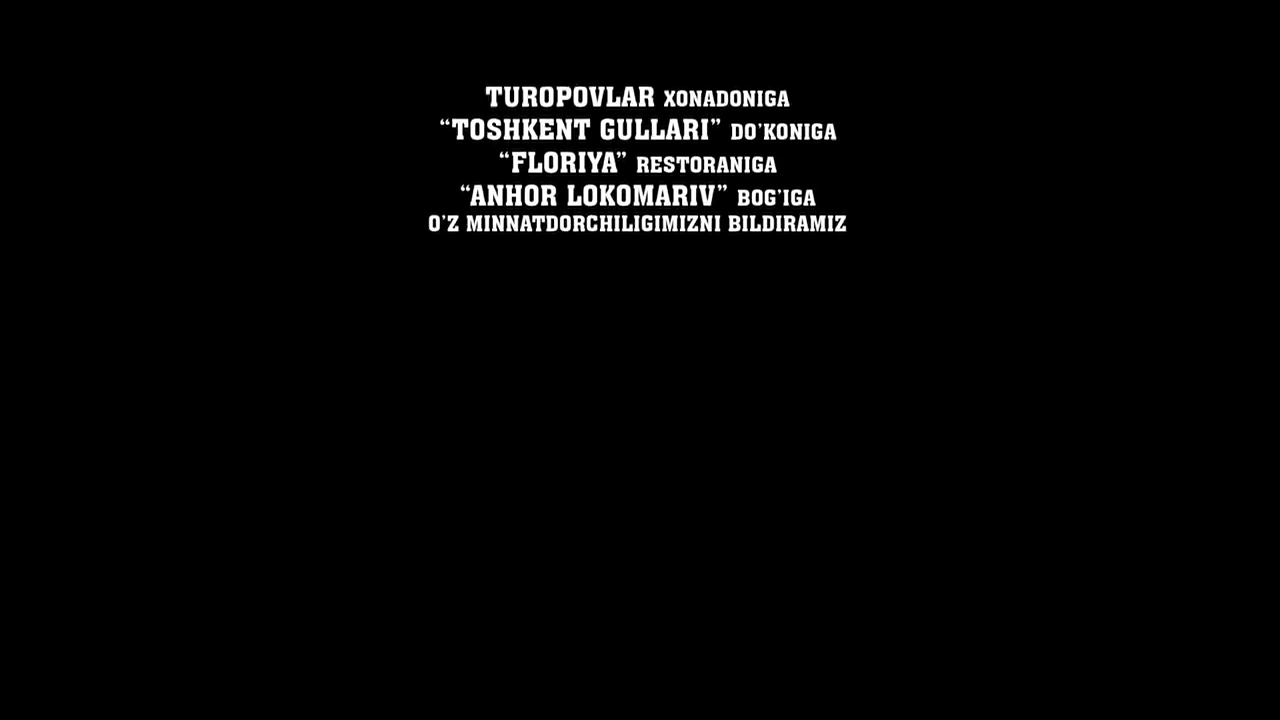 TUROPOVLAR XONADONIGA
“TOSHKENT GULLARI” DO’KONIGA
“FLORIYA” RESTORANIGA
“ANHOR LOKOMARIV” BOG’IGA
O’Z MINNATDORCHILIGIMIZNI BILDIRAMIZ